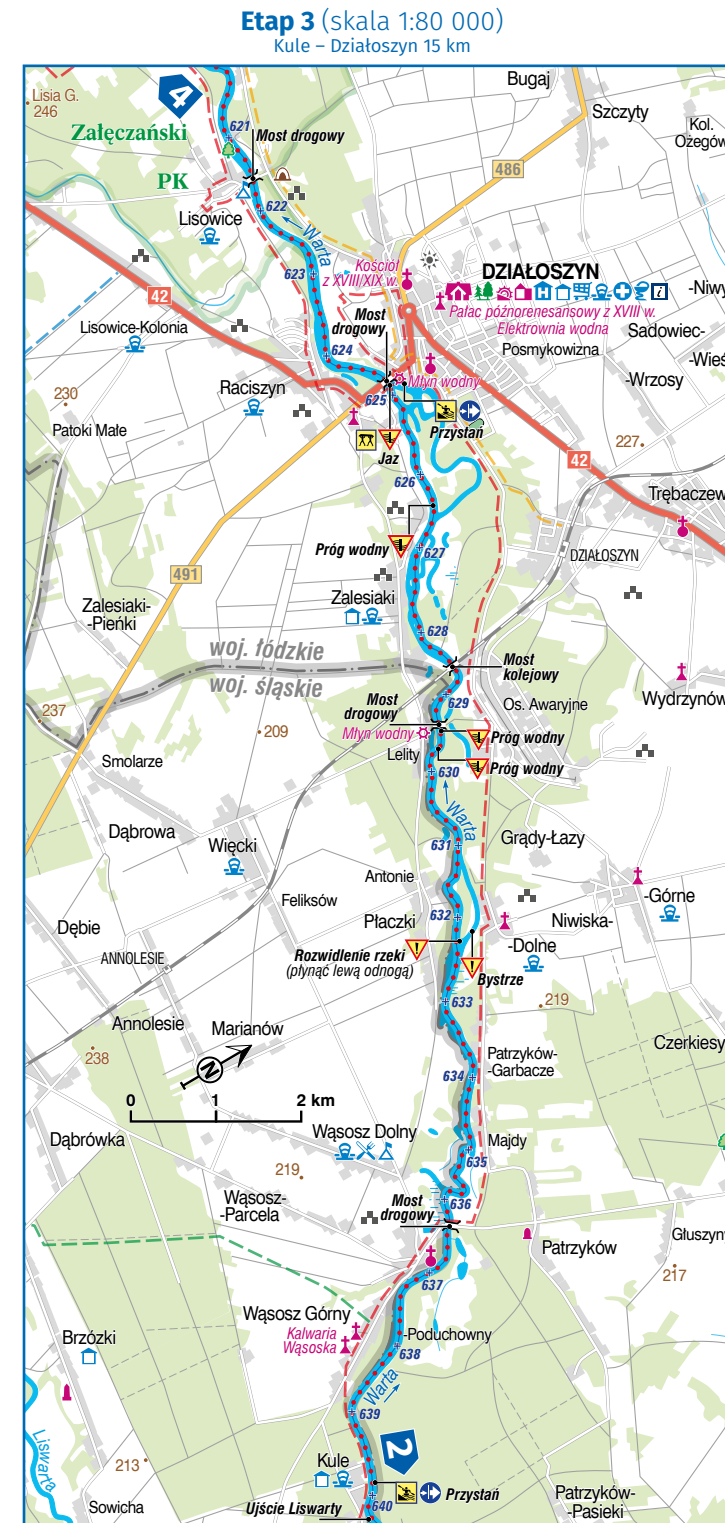 Etap 3 (skala 1:80 000)
Kule – Działoszyn 15 km
Bugaj
Lisia G.
246
4
Szczyty
Kol.
Ożegów
621
Most drogowy
Załęczański
PK
486
622
Lisowice
Warta
Kościół
z XVIII/XIX w.
623
DZIAŁOSZYN
i
-Niwy
42
Pałac późnorenesansowy z XVIII w.
Elektrownia wodna
Lisowice-Kolonia
Most
drogowy
Sadowiec-
624
Posmykowizna
-Wieś
Młyn wodny
-Wrzosy
Raciszyn
625
230
Patoki Małe
Przystań
227
Jaz
42
626
Trębaczew
Próg wodny
627
DZIAŁOSZYN
491
Zalesiaki-
-Pieńki
Zalesiaki
628
woj. łódzkie
woj. śląskie
Most
kolejowy
Wydrzynów
629
Os. Awaryjne
237
Most
drogowy
209
Młyn wodny
Próg wodny
Smolarze
Lelity
Próg wodny
630
Warta
Dąbrowa
Więcki
631
Grądy-Łazy
Antonie
-Górne
Feliksów
632
Płaczki
Niwiska-
Dębie
-Dolne
Rozwidlenie rzeki
(płynąć lewą odnogą)
ANNOLESIE
Bystrze
633
219
Annolesie
Marianów
238
Patrzyków-
-Garbacze
Czerkiesy
N
634
0 1 2 km
Wąsosz Dolny
Majdy
Dąbrówka
635
219
Wąsosz-
-Parcela
636
Most
drogowy
Patrzyków
Głuszyn
637
217
Wąsosz Górny
Kalwaria
Wąsoska
-Poduchowny
Brzózki
638
Warta
639
2
Liswarta
213
Kule
Przystań
Patrzyków-
-Pasieki
Sowicha
Ujście Liswarty
640